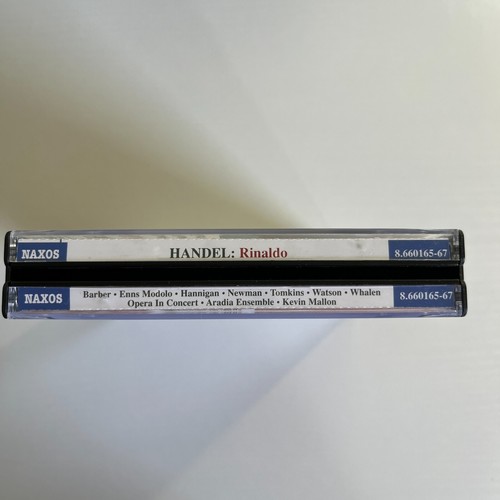 NAXOS HANDEL: Rinaldo 8.660165-67
NAXOS Barber • Enns Modolo • Hannigan • Newman • Tomkins • Watson • Whalen 8.660165-67
Opera In Concert • Aradia Ensemble • Kevin Mallon